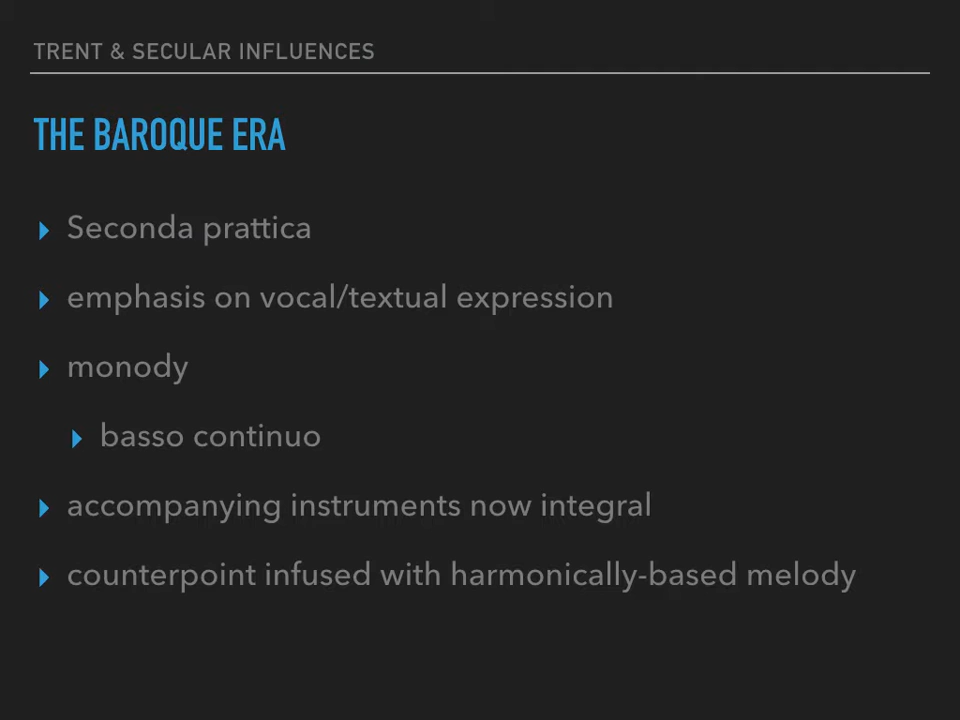 TRENT & SECULAR INFLUENCES
THE BAROQUE ERA
Seconda prattica
emphasis on vocal/textual expression
monody
basso continuo
accompanying instruments now integral
counterpoint infused with harmonically-based melody